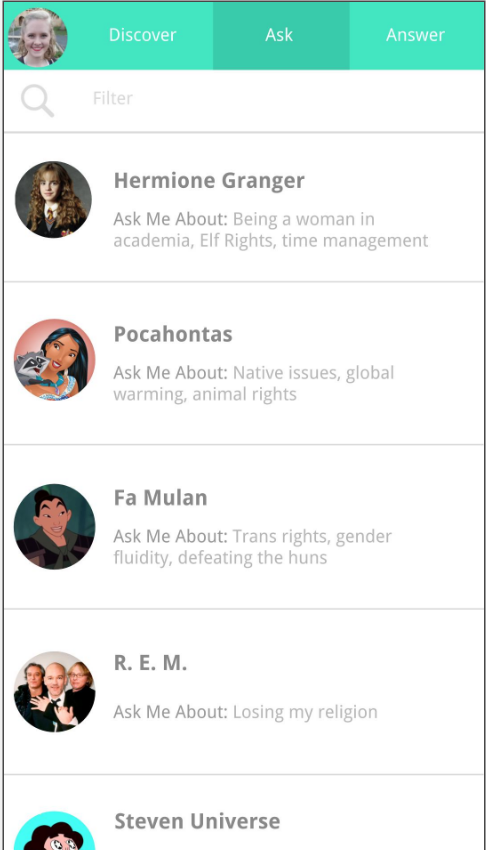 Discover
Ask
Answer
Filter
Hermione Granger
Ask Me About: Being a woman in
academia, Elf Rights, time management
Pocahontas
Ask Me About: Native issues, global
warming, animal rights
Fa Mulan
Ask Me About: Trans rights, gender
fluidity, defeating the huns
R. E. M.
Ask Me About: Losing my religion
Steven Universe